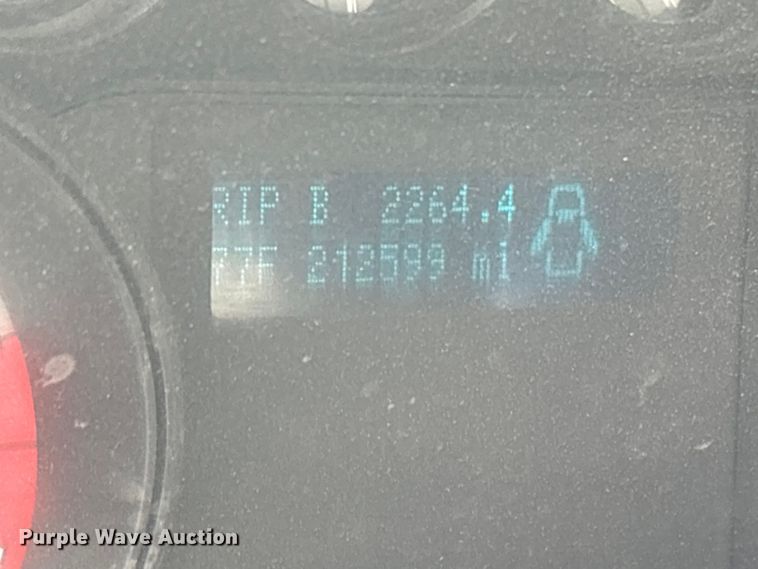 RIP B 2264.4
77F 212599 mi
Purple Wave Auction